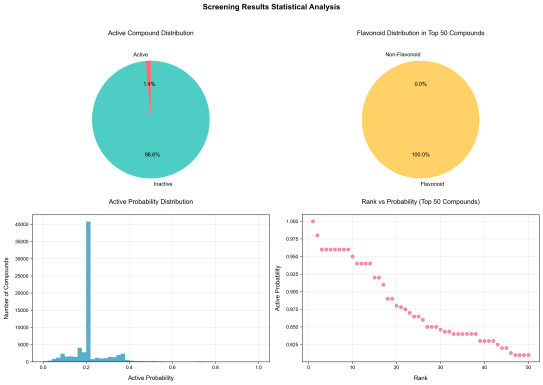 Screening Results Statistical Analysis
Active Compound Distribution
Active
1.4%
98.6%
Inactive
Flavonoid Distribution in Top 50 Compounds
Non-Flavonoid
0.0%
100.0%
Flavonoid
Active Probability Distribution
Number of Compounds
40000
35000
30000
25000
20000
15000
10000
5000
0
0.0 0.2 0.4 0.6 0.8 1.0
Active Probability
Rank vs Probability (Top 50 Compounds)
Active Probability
1.000
0.975
0.950
0.925
0.900
0.875
0.850
0.825
0 10 20 30 40 50
Rank